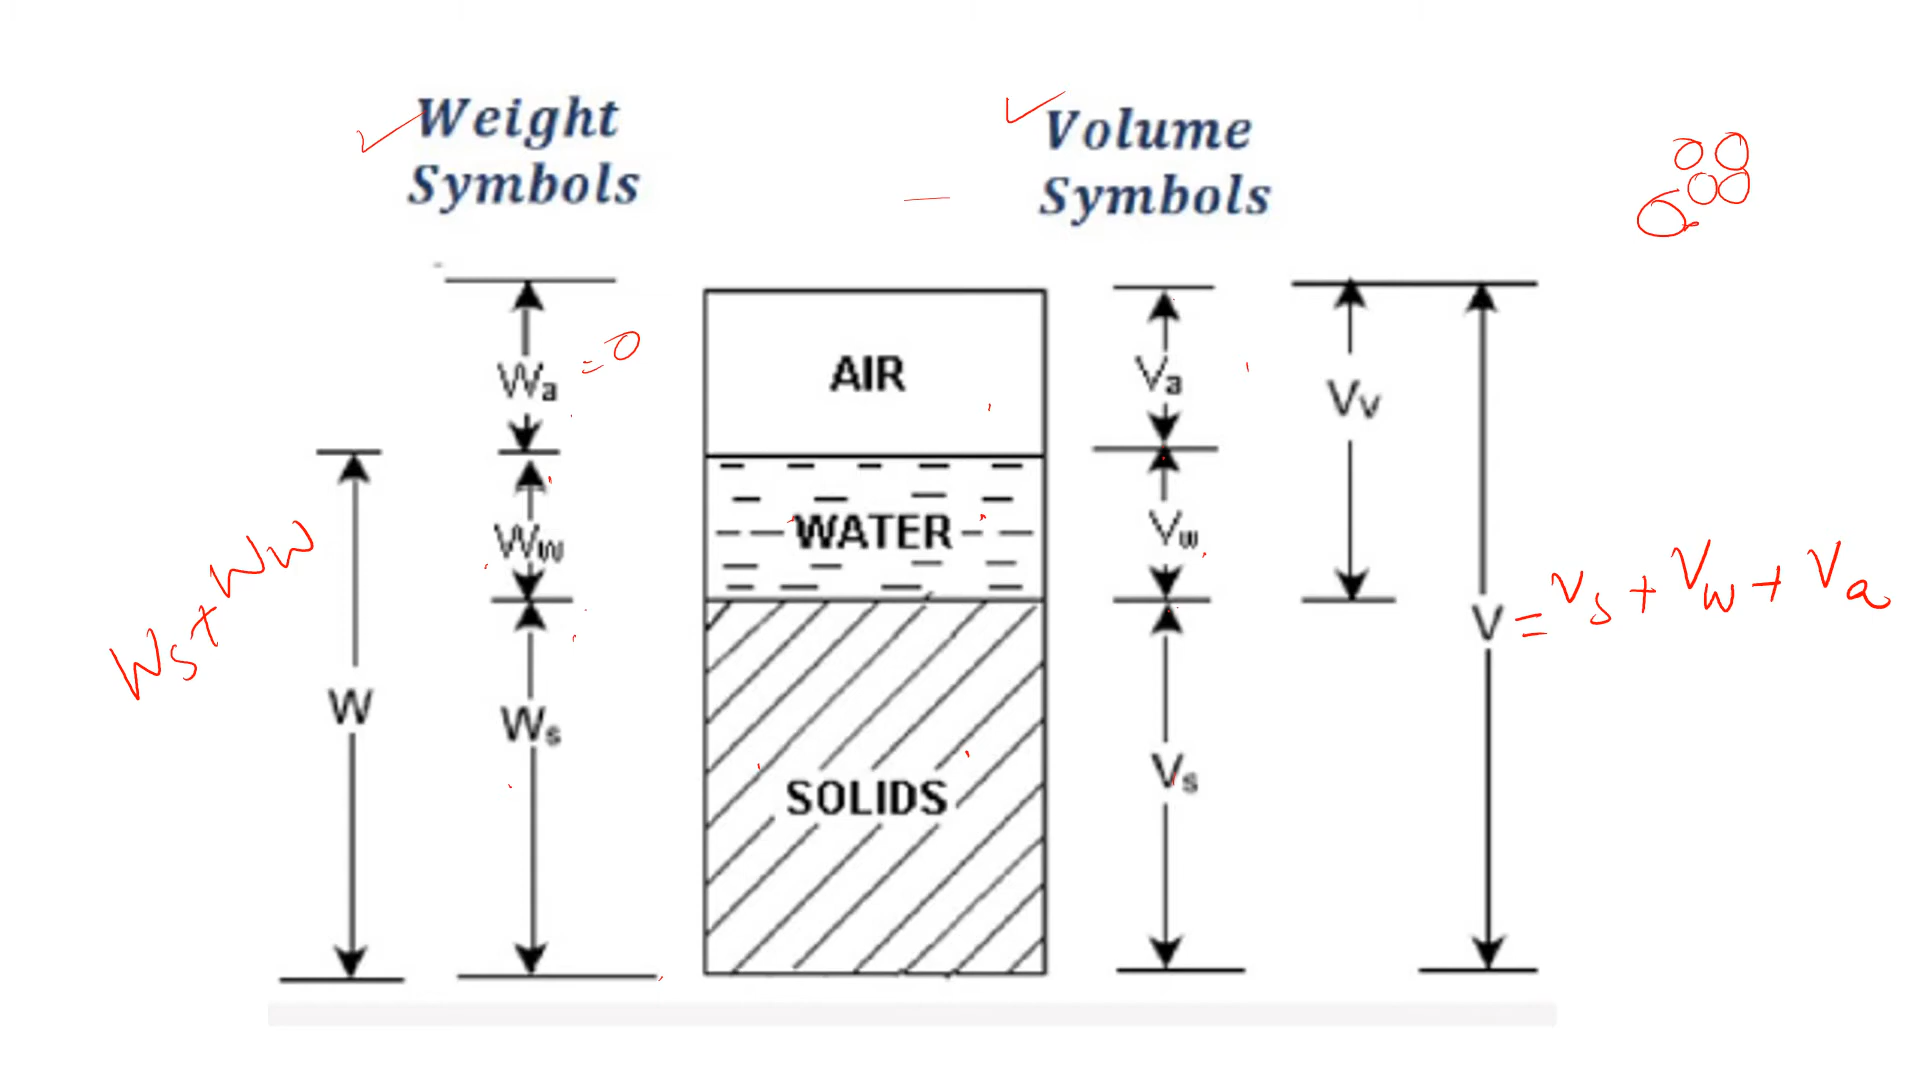 Weight
Symbols
Volume
Symbols
Wa = 0
AIR
Va
Vv
Ww
WATER
Vw
Ws + Ww
W
Ws
SOLIDS
Vs
V = Vs + Vw + Va